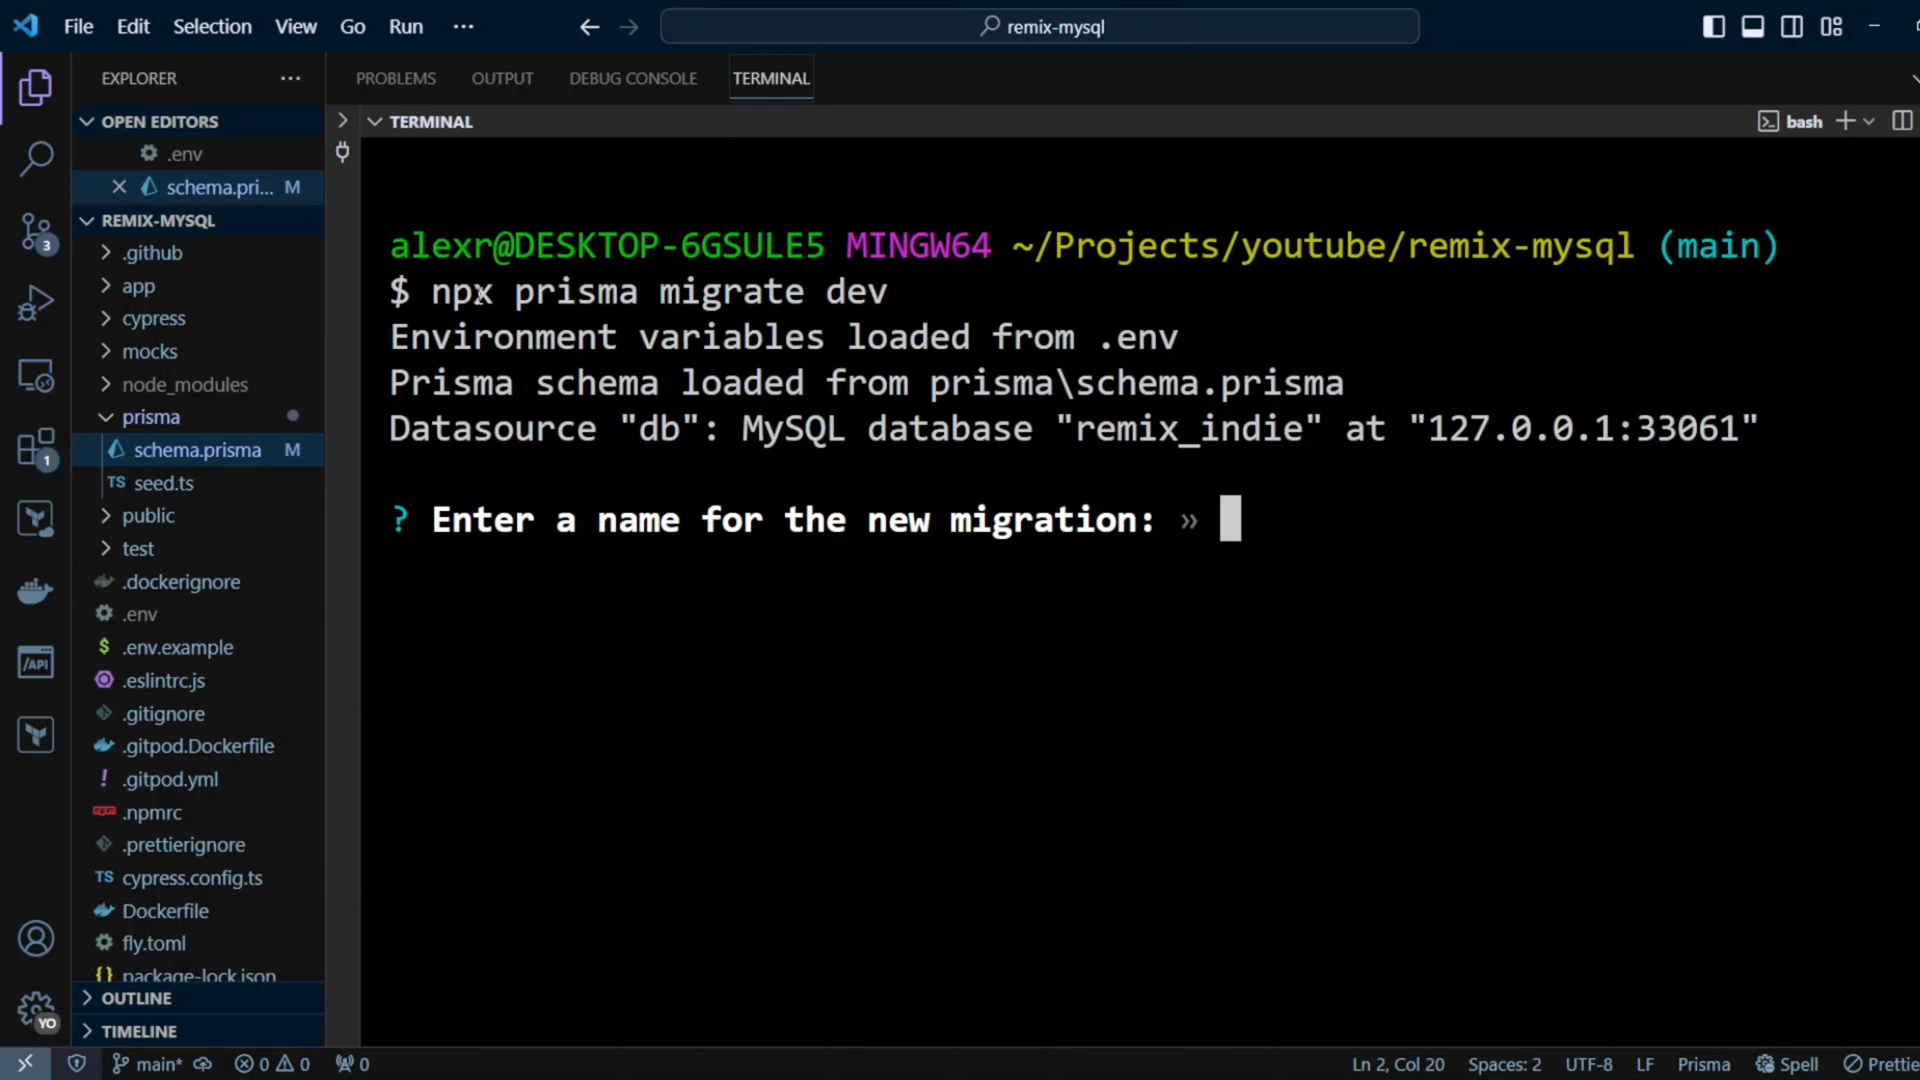 File Edit Selection View Go Run ··· remix-mysql
EXPLORER ···
PROBLEMS OUTPUT DEBUG CONSOLE TERMINAL
OPEN EDITORS
.env
schema.pri... M
REMIX-MYSQL
.github
app
cypress
mocks
node_modules
prisma
schema.prisma M
TS seed.ts
public
test
.dockerignore
.env
$ .env.example
.eslintrc.js
.gitignore
.gitpod.Dockerfile
! .gitpod.yml
.npmrc
.prettierignore
TS cypress.config.ts
Dockerfile
fly.toml
{} package-lock.json
OUTLINE
TIMELINE
3
1
/API
YO
TERMINAL
bash
alexr@DESKTOP-6GSULE5 MINGW64 ~/Projects/youtube/remix-mysql (main)
$ npx prisma migrate dev
Environment variables loaded from .env
Prisma schema loaded from prisma\schema.prisma
Datasource "db": MySQL database "remix_indie" at "127.0.0.1:33061"
? Enter a name for the new migration: »
main* 0 0 0 Ln 2, Col 20 Spaces: 2 UTF-8 LF Prisma Spell Prettie